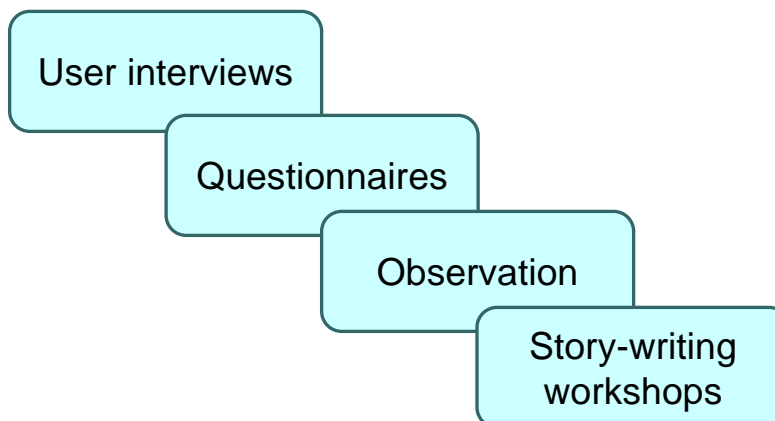 User interviews
Questionnaires
Observation
Story-writing
workshops